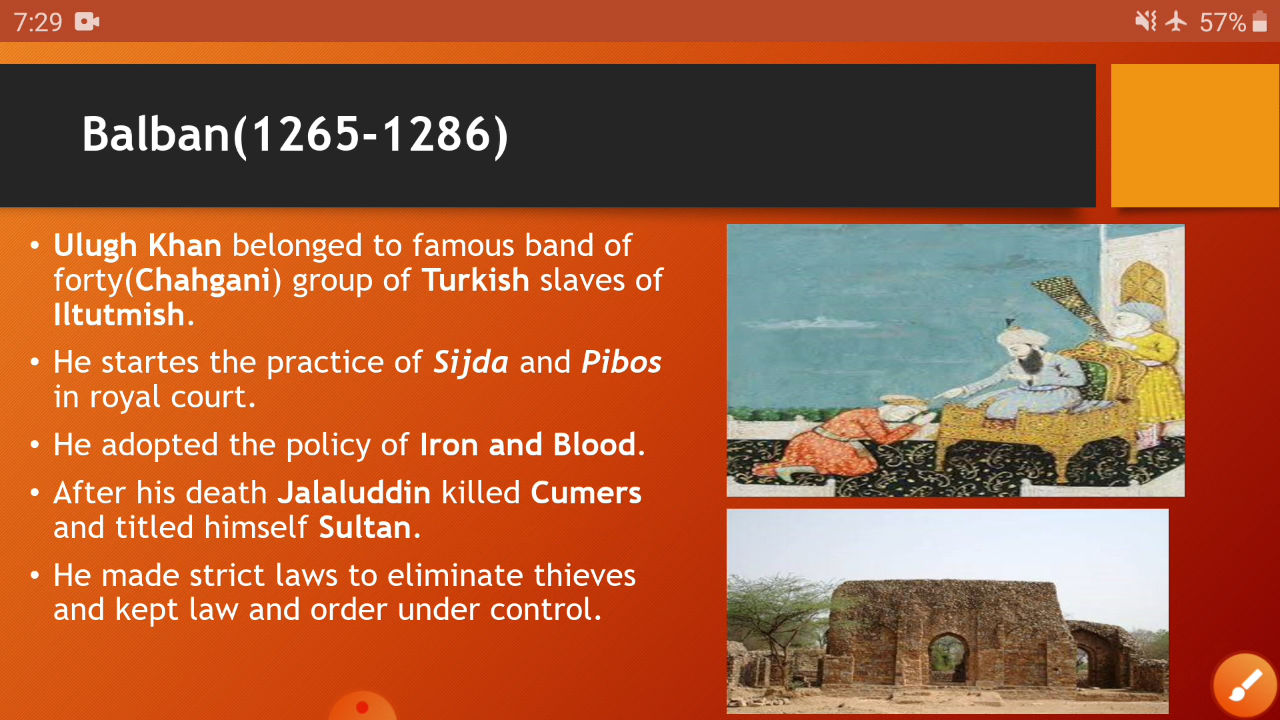 7:29
57%
Balban(1265-1286)
• Ulugh Khan belonged to famous band of
forty(Chahgani) group of Turkish slaves of
Iltutmish.
• He startes the practice of Sijda and Pibos
in royal court.
• He adopted the policy of Iron and Blood.
• After his death Jalaluddin killed Cumers
and titled himself Sultan.
• He made strict laws to eliminate thieves
and kept law and order under control.